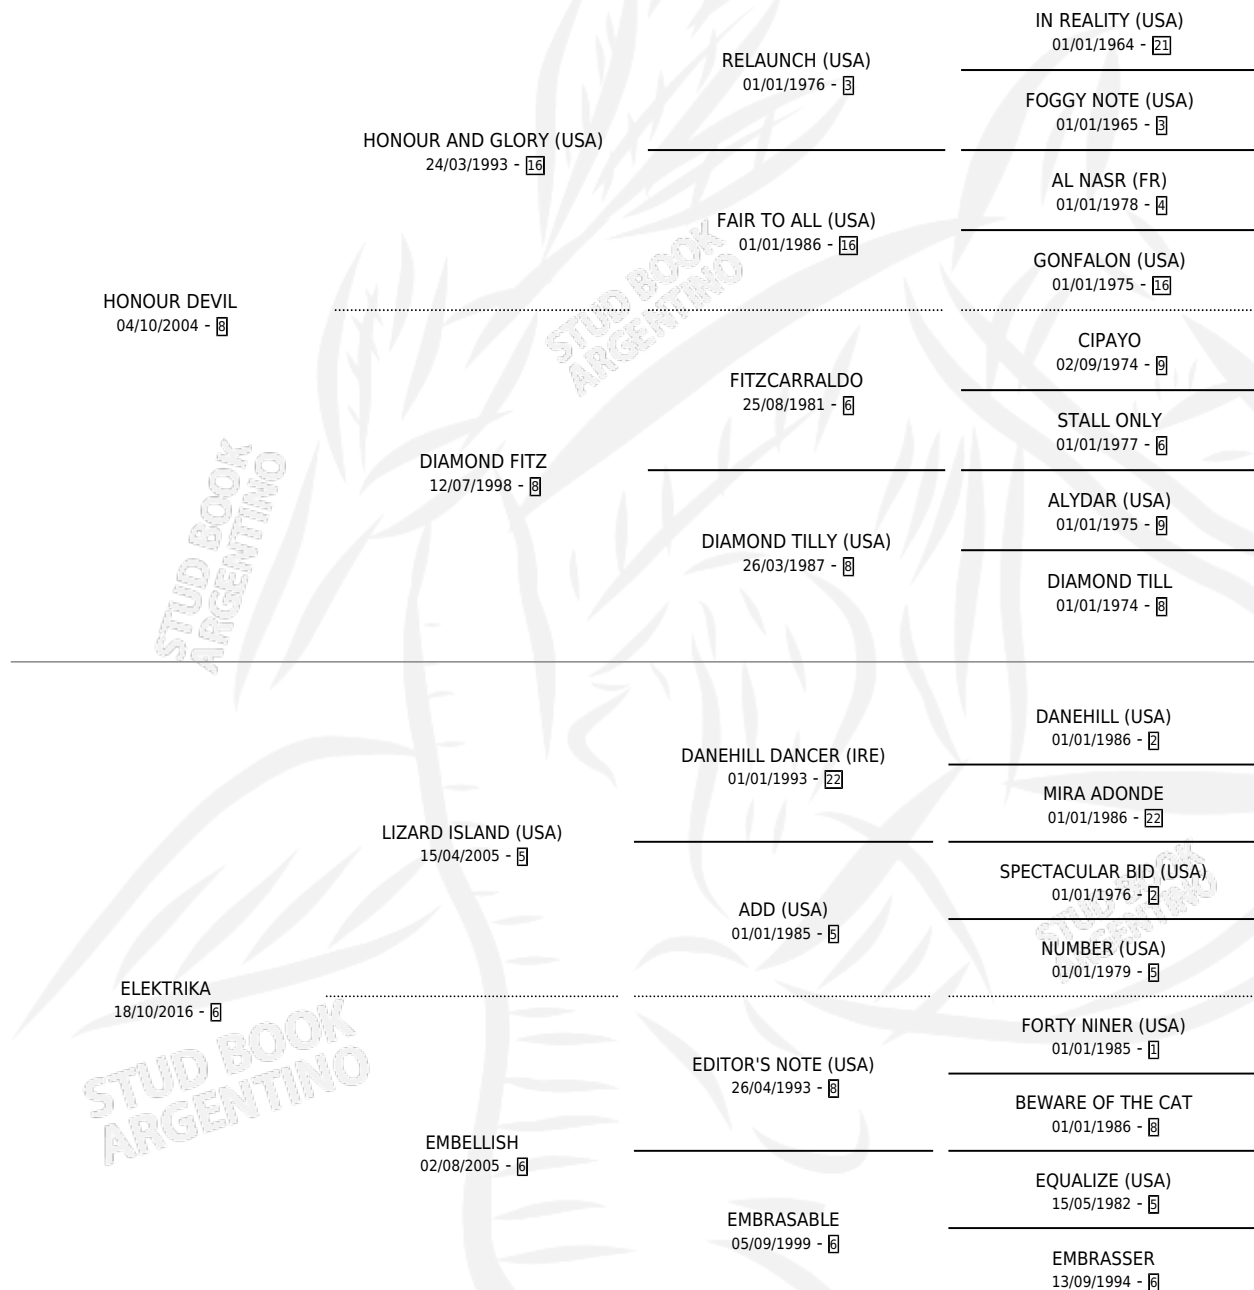 IN REALITY (USA)
01/01/1964 - 21
RELAUNCH (USA)
01/01/1976 - 3
FOGGY NOTE (USA)
01/01/1965 - 3
HONOUR AND GLORY (USA)
24/03/1993 - 16
AL NASR (FR)
01/01/1978 - 4
FAIR TO ALL (USA)
01/01/1986 - 16
GONFALON (USA)
01/01/1975 - 16
HONOUR DEVIL
04/10/2004 - 8
STUD BOOK
ARGENTINO
CIPAYO
02/09/1974 - 9
FITZCARRALDO
25/08/1981 - 6
STALL ONLY
01/01/1977 - 6
DIAMOND FITZ
12/07/1998 - 8
ALYDAR (USA)
01/01/1975 - 9
DIAMOND TILLY (USA)
26/03/1987 - 8
DIAMOND TILL
01/01/1974 - 8
STUD BOOK
ARGENTINO
DANEHILL (USA)
01/01/1986 - 2
DANEHILL DANCER (IRE)
01/01/1993 - 22
MIRA ADONDE
01/01/1986 - 22
LIZARD ISLAND (USA)
15/04/2005 - 5
SPECTACULAR BID (USA)
01/01/1976 - 2
ADD (USA)
01/01/1985 - 5
STUD BOOK
ARGENTINO
NUMBER (USA)
01/01/1979 - 5
ELEKTRIKA
18/10/2016 - 6
FORTY NINER (USA)
01/01/1985 - 1
EDITOR'S NOTE (USA)
26/04/1993 - 8
STUD BOOK
ARGENTINO
BEWARE OF THE CAT
01/01/1986 - 8
EMBELLISH
02/08/2005 - 6
EQUALIZE (USA)
15/05/1982 - 5
EMBRASABLE
05/09/1999 - 6
EMBRASSER
13/09/1994 - 6